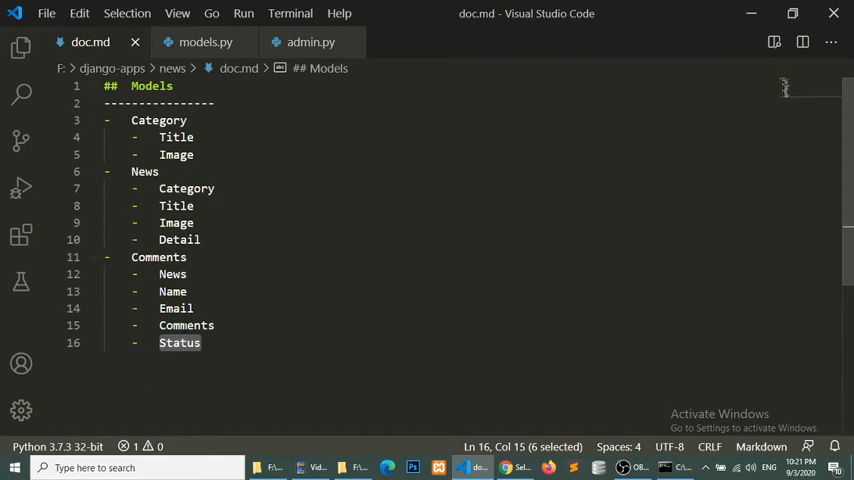 File Edit Selection View Go Run Terminal Help doc.md - Visual Studio Code
doc.md models.py admin.py
F: > django-apps > news > doc.md > ## Models
1 ## Models
2 ----------------
3 - Category
4 - Title
5 - Image
6 - News
7 - Category
8 - Title
9 - Image
10 - Detail
11 - Comments
12 - News
13 - Name
14 - Email
15 - Comments
16 - Status
Activate Windows
Go to Settings to activate Windows.
Python 3.7.3 32-bit 1 0 Ln 16, Col 15 (6 selected) Spaces: 4 UTF-8 CRLF Markdown
Type here to search F:\... Vid... F:\... do... Sel... OB... C:\... ENG 10:21 PM
9/3/2020